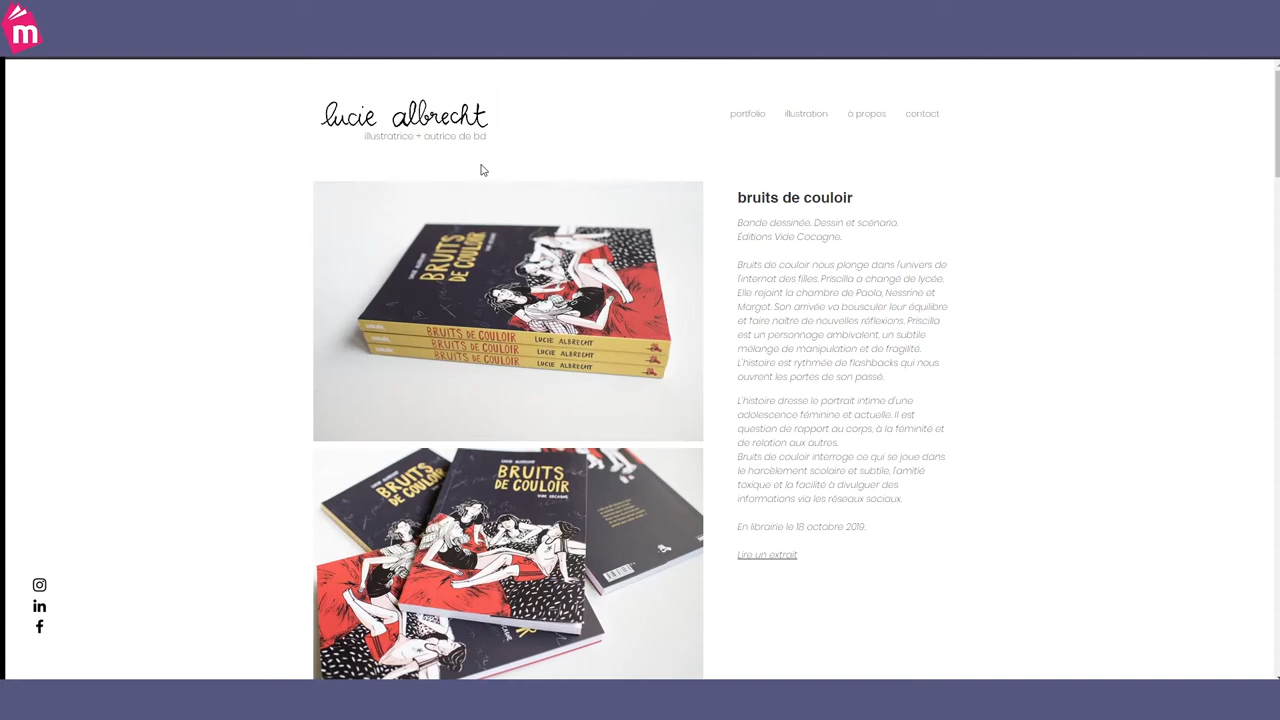 m
lucie albrecht
illustratrice + autrice de bd
portfolio illustration à propos contact
BRUITS
DE COULOIR
BRUITS DE COULOIR LUCIE ALBRECHT
BRUITS DE COULOIR LUCIE ALBRECHT
BRUITS DE COULOIR LUCIE ALBRECHT
LUCIE ALBRECHT
BRUITS
DE COULOIR
VIDE COCAGNE
BRUITS
DE COULOIR
bruits de couloir
Bande dessinée. Dessin et scénario.
Editions Vide Cocagne.
Bruits de couloir nous plonge dans l'univers de
l'internat des filles. Priscilla a changé de lycée.
Elle rejoint la chambre de Paola, Nessrine et
Margot. Son arrivée va bousculer leur équilibre
et faire naître de nouvelles réflexions. Priscilla
est un personnage ambivalent, un subtile
mélange de manipulation et de fragilité.
L'histoire est rythmée de flashbacks qui nous
ouvrent les portes de son passé.
L'histoire dresse le portrait intime d'une
adolescence féminine et actuelle. Il est
question de rapport au corps, à la féminité et
de relation aux autres.
Bruits de couloir interroge ce qui se joue dans
le harcèlement scolaire et subtile, l'amitié
toxique et la facilité à divulguer des
informations via les réseaux sociaux.
En librairie le 18 octobre 2019.
Lire un extrait